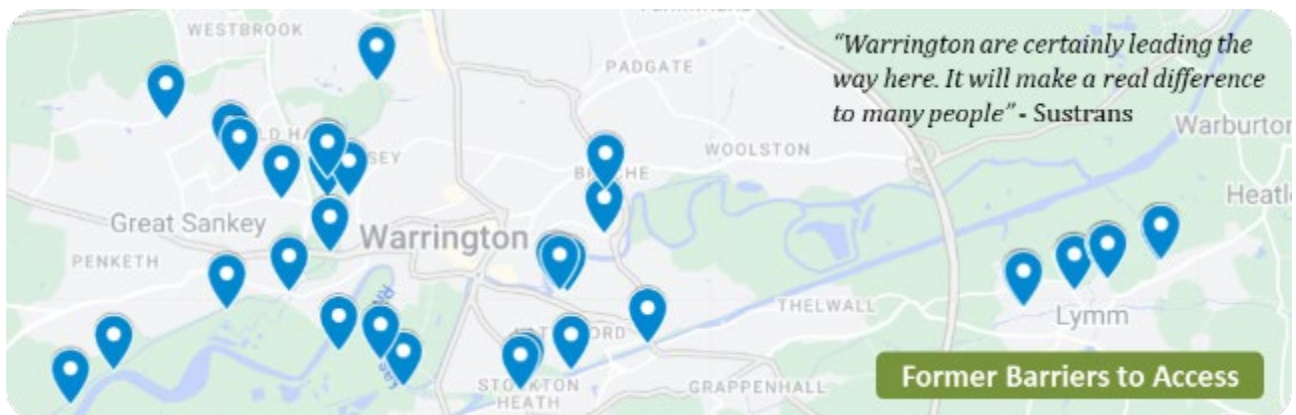 WESTBROOK
PADGATE
“Warrington are certainly leading the
way here. It will make a real difference
to many people” - Sustrans
Warburton
WOOLSTON
Great Sankey
Warrington
PENKETH
THELWALL
Lymm
STOCKTON
HEATH
GRAPPENHALL
Former Barriers to Access